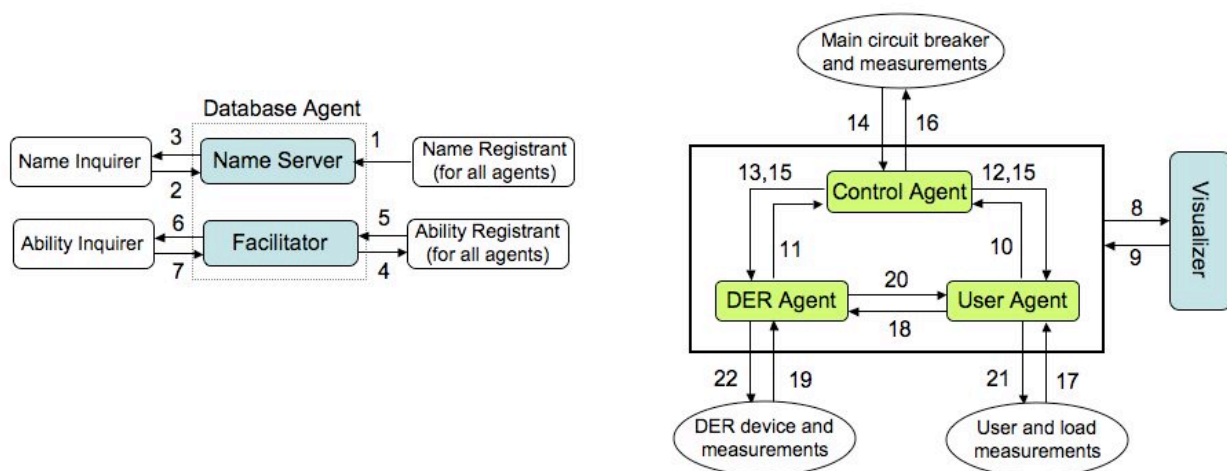 Database Agent
Name Inquirer
3
2
Name Server
1
Name Registrant
(for all agents)
Ability Inquirer
6
7
Facilitator
5
4
Ability Registrant
(for all agents)
Main circuit breaker
and measurements
14
16
13,15
Control Agent
12,15
11
10
DER Agent
20
18
User Agent
8
9
Visualizer
22
19
21
17
DER device and
measurements
User and load
measurements